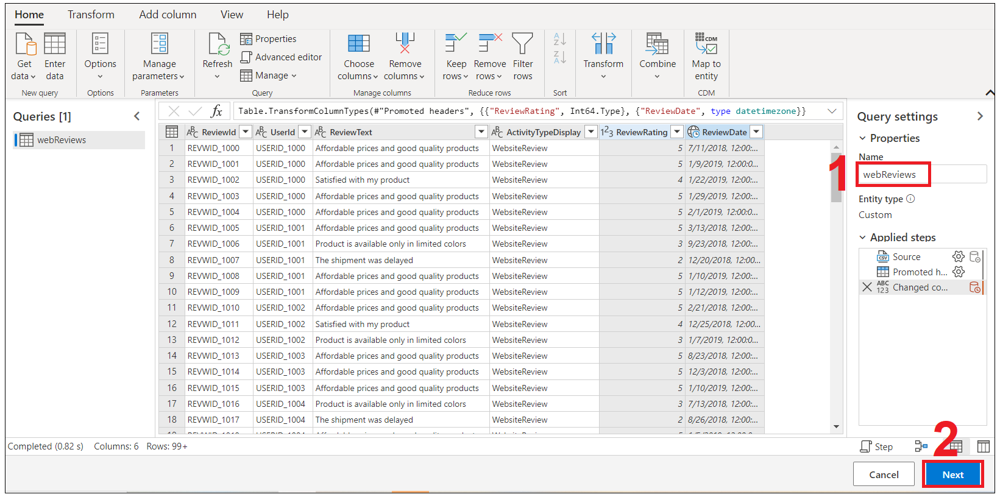 Home Transform Add column View Help
Get data
Enter data
Options
Manage parameters
Refresh
Properties
Advanced editor
Manage
Choose columns
Remove columns
Keep rows
Remove rows
Filter rows
A
Z
Z
A
Transform
Combine
CDM
Map to entity
New query Options Parameters Query Manage columns Reduce rows Sort CDM
Queries [1]
webReviews
fx
Table.TransformColumnTypes(#"Promoted headers", {{"ReviewRating", Int64.Type}, {"ReviewDate", type datetimezone}})
ABC ReviewId ABC UserId ABC ReviewText ABC ActivityTypeDisplay 123 ReviewRating ReviewDate
1 REVWID_1000 USERID_1000 Affordable prices and good quality products WebsiteReview 5 7/11/2018, 12:00:...
2 REVWID_1001 USERID_1000 Affordable prices and good quality products WebsiteReview 5 1/9/2019, 12:00:0...
3 REVWID_1002 USERID_1000 Satisfied with my product WebsiteReview 4 1/22/2019, 12:00:...
4 REVWID_1003 USERID_1000 Affordable prices and good quality products WebsiteReview 5 1/29/2019, 12:00:...
5 REVWID_1004 USERID_1000 Affordable prices and good quality products WebsiteReview 5 2/1/2019, 12:00:0...
6 REVWID_1005 USERID_1001 Affordable prices and good quality products WebsiteReview 5 3/13/2018, 12:00:...
7 REVWID_1006 USERID_1001 Product is available only in limited colors WebsiteReview 3 9/23/2018, 12:00:...
8 REVWID_1007 USERID_1001 The shipment was delayed WebsiteReview 2 12/20/2018, 12:00...
9 REVWID_1008 USERID_1001 Affordable prices and good quality products WebsiteReview 5 1/10/2019, 12:00:...
10 REVWID_1009 USERID_1001 Affordable prices and good quality products WebsiteReview 5 1/12/2019, 12:00:...
11 REVWID_1010 USERID_1002 Affordable prices and good quality products WebsiteReview 5 2/21/2018, 12:00:...
12 REVWID_1011 USERID_1002 Satisfied with my product WebsiteReview 4 12/25/2018, 12:00...
13 REVWID_1012 USERID_1002 Product is available only in limited colors WebsiteReview 3 1/7/2019, 12:00:0...
14 REVWID_1013 USERID_1003 Affordable prices and good quality products WebsiteReview 5 8/23/2018, 12:00:...
15 REVWID_1014 USERID_1003 Affordable prices and good quality products WebsiteReview 5 12/3/2018, 12:00:...
16 REVWID_1015 USERID_1003 Affordable prices and good quality products WebsiteReview 5 1/10/2019, 12:00:...
17 REVWID_1016 USERID_1004 Product is available only in limited colors WebsiteReview 3 7/13/2018, 12:00:...
18 REVWID_1017 USERID_1004 The shipment was delayed WebsiteReview 2 8/26/2018, 12:00:...
Query settings
Properties
Name
1
webReviews
Entity type
Custom
Applied steps
CSV Source
Promoted h...
ABC 123 Changed co...
Completed (0.82 s) Columns: 6 Rows: 99+
Step
2
Cancel Next